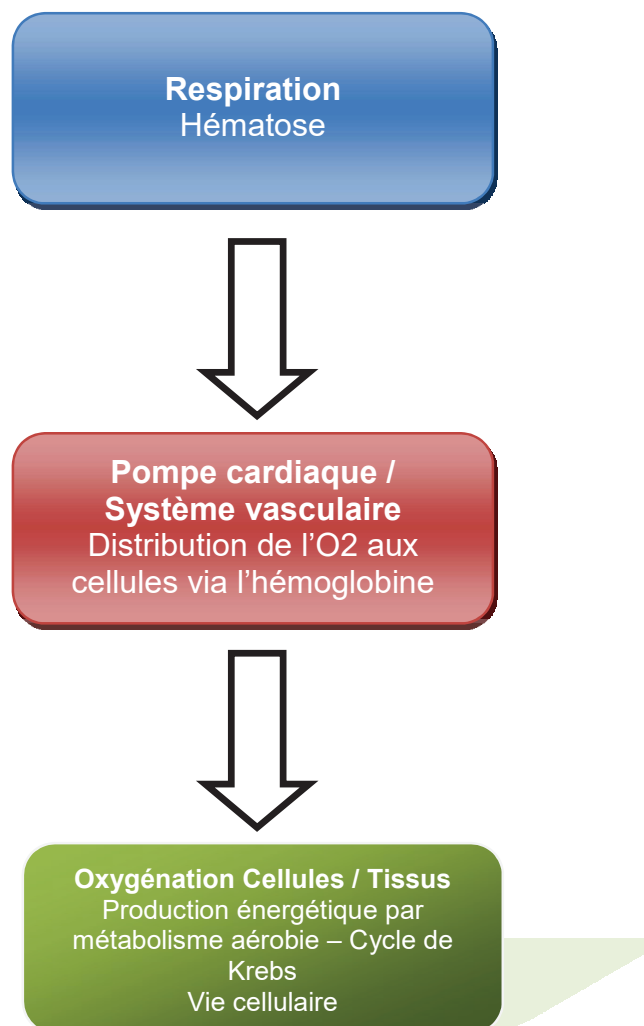 Respiration
Hématose
Pompe cardiaque /
Système vasculaire
Distribution de l’O2 aux
cellules via l’hémoglobine
Oxygénation Cellules / Tissus
Production énergétique par
métabolisme aérobie – Cycle de
Krebs
Vie cellulaire